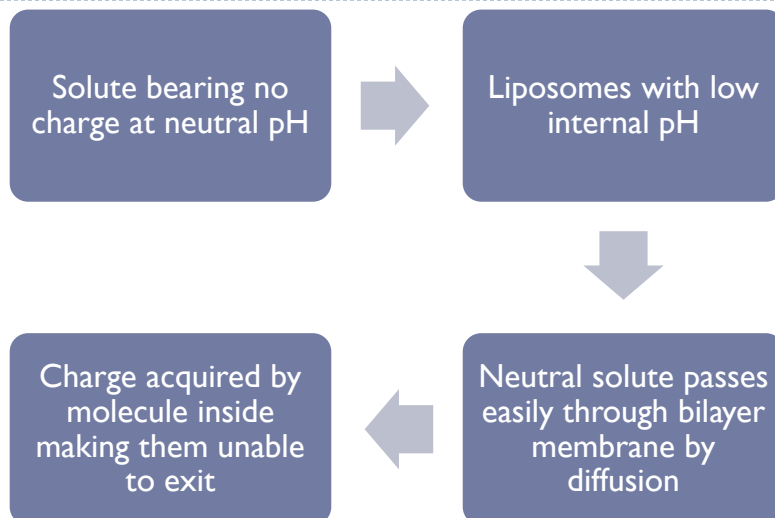 Solute bearing no
charge at neutral pH
Liposomes with low
internal pH
Neutral solute passes
easily through bilayer
membrane by
diffusion
Charge acquired by
molecule inside
making them unable
to exit